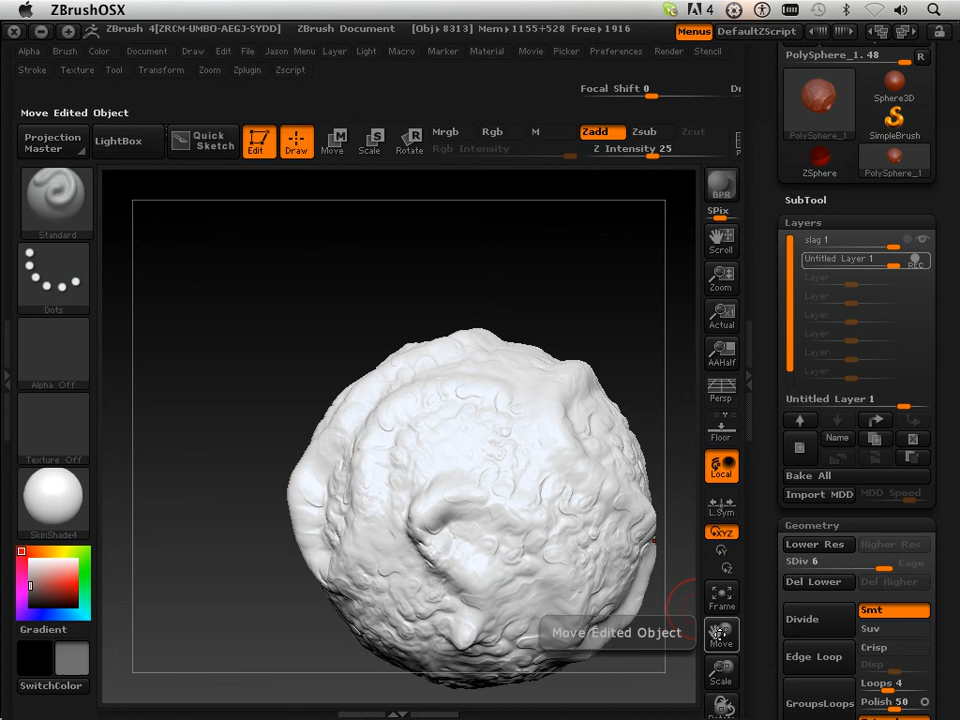 ZBrushOSX
4
ZBrush 4[ZRCM-UMBO-AEGJ-SYDD]
ZBrush Document
[Obj+8313] Mem+1155+528 Free+1916
Menus
DefaultZScript
Alpha Brush Color Document Draw Edit File Jason Menu Layer Light Macro Marker Material Movie Picker Preferences Render Stencil
Stroke Texture Tool Transform Zoom Zplugin Zscript
Focal Shift 0
Move Edited Object
Projection
Master
LightBox
Quick
Sketch
Edit
Draw
Move
Scale
Rotate
Mrgb Rgb M
Rgb Intensity
Zadd Zsub Zcut
Z Intensity 25
Standard
Dots
Alpha Off
Texture Off
SkinShade4
Gradient
SwitchColor
BPR
SPix
Scroll
Zoom
Actual
AAHalf
Persp
Floor
Local
L.Sym
XYZ
Frame
Move
Scale
Move Edited Object
PolySphere_1. 48
R
PolySphere_1
Sphere3D
SimpleBrush
ZSphere
PolySphere_1
SubTool
Layers
slag 1
Untitled Layer 1
REC
Layer
Layer
Layer
Layer
Layer
Layer
Untitled Layer 1
Name
Bake All
Import MDD
MDD Speed
Geometry
Lower Res
Higher Res
SDiv 6
Cage
Del Lower
Del Higher
Divide
Smt
Suv
Edge Loop
Crisp
Disp
Loops 4
GroupsLoops
Polish 50